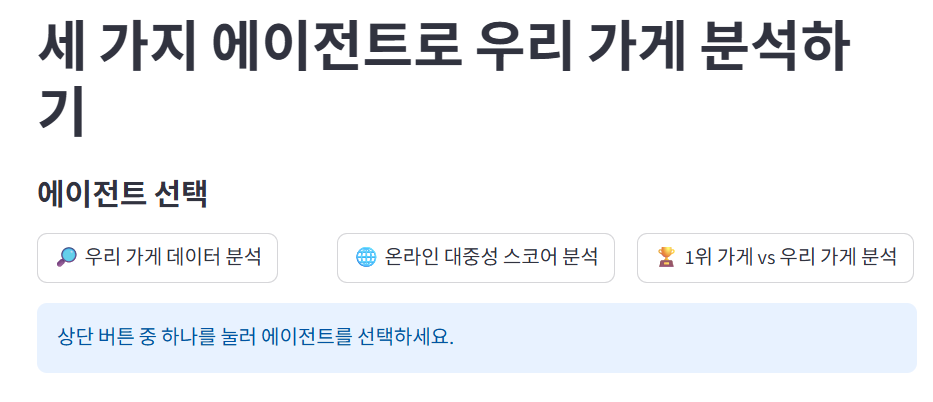 세 가지 에이전트로 우리 가게 분석하
기
에이전트 선택
🔎 우리 가게 데이터 분석
🌐 온라인 대중성 스코어 분석
🏆 1위 가게 vs 우리 가게 분석
상단 버튼 중 하나를 눌러 에이전트를 선택하세요.